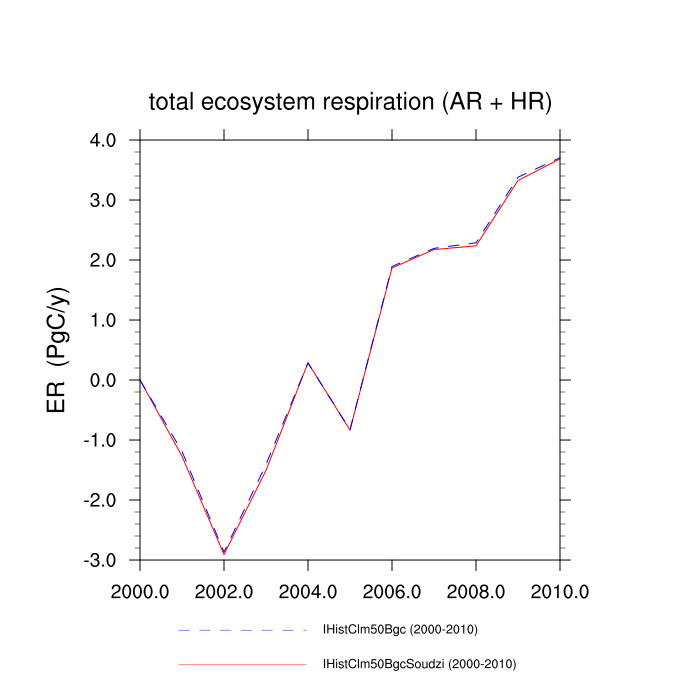 total ecosystem respiration (AR + HR)
4.0
3.0
2.0
1.0
0.0
-1.0
-2.0
-3.0
ER (PgC/y)
2000.0 2002.0 2004.0 2006.0 2008.0 2010.0
IHistClm50Bgc (2000-2010)
IHistClm50BgcSoudzi (2000-2010)